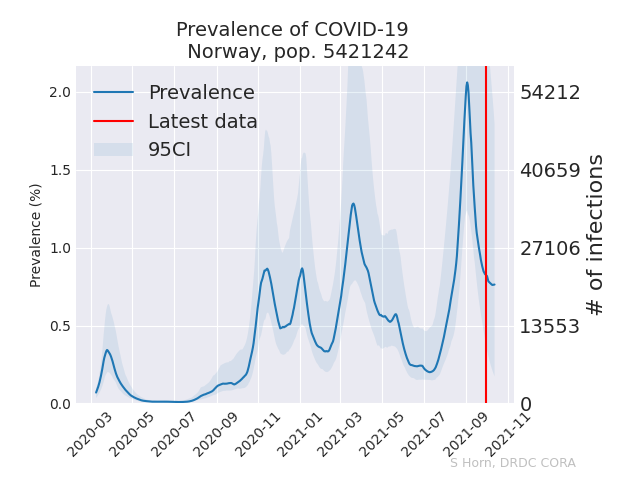 Prevalence of COVID-19
Norway, pop. 5421242
Prevalence
Latest data
95CI
Prevalence (%)
2.0
1.5
1.0
0.5
0.0
54212
40659
27106
13553
0
# of infections
2020-03
2020-05
2020-07
2020-09
2020-11
2021-01
2021-03
2021-05
2021-07
2021-09
2021-11
S Horn, DRDC CORA